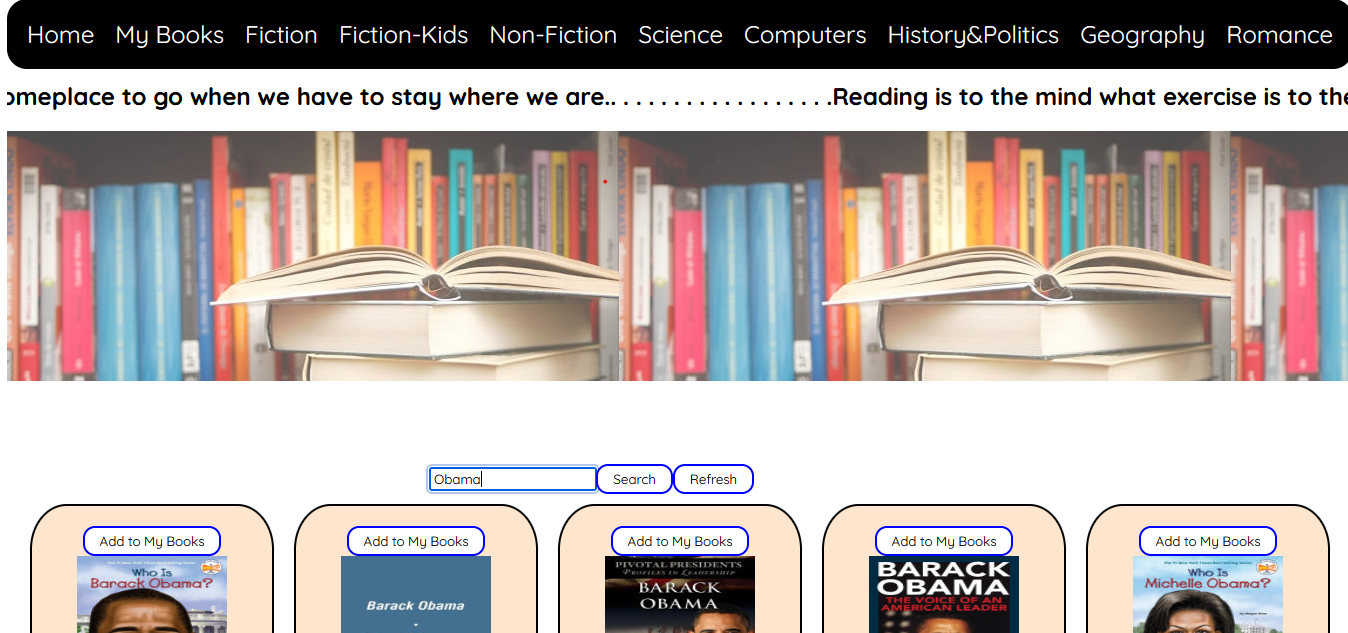 Home My Books Fiction Fiction-Kids Non-Fiction Science Computers History&Politics Geography Romance
omeplace to go when we have to stay where we are.. . . . . . . . . . . . . . . . . .Reading is to the mind what exercise is to the
Obama Search Refresh
Add to My Books Add to My Books Add to My Books Add to My Books Add to My Books
Who Is
Barack Obama?
Barack Obama
-
PIVOTAL PRESIDENTS
PROFILES IN LEADERSHIP
BARACK
OBAMA
BARACK
OBAMA
THE VOICE OF AN
AMERICAN LEADER
Who Is
Michelle Obama?